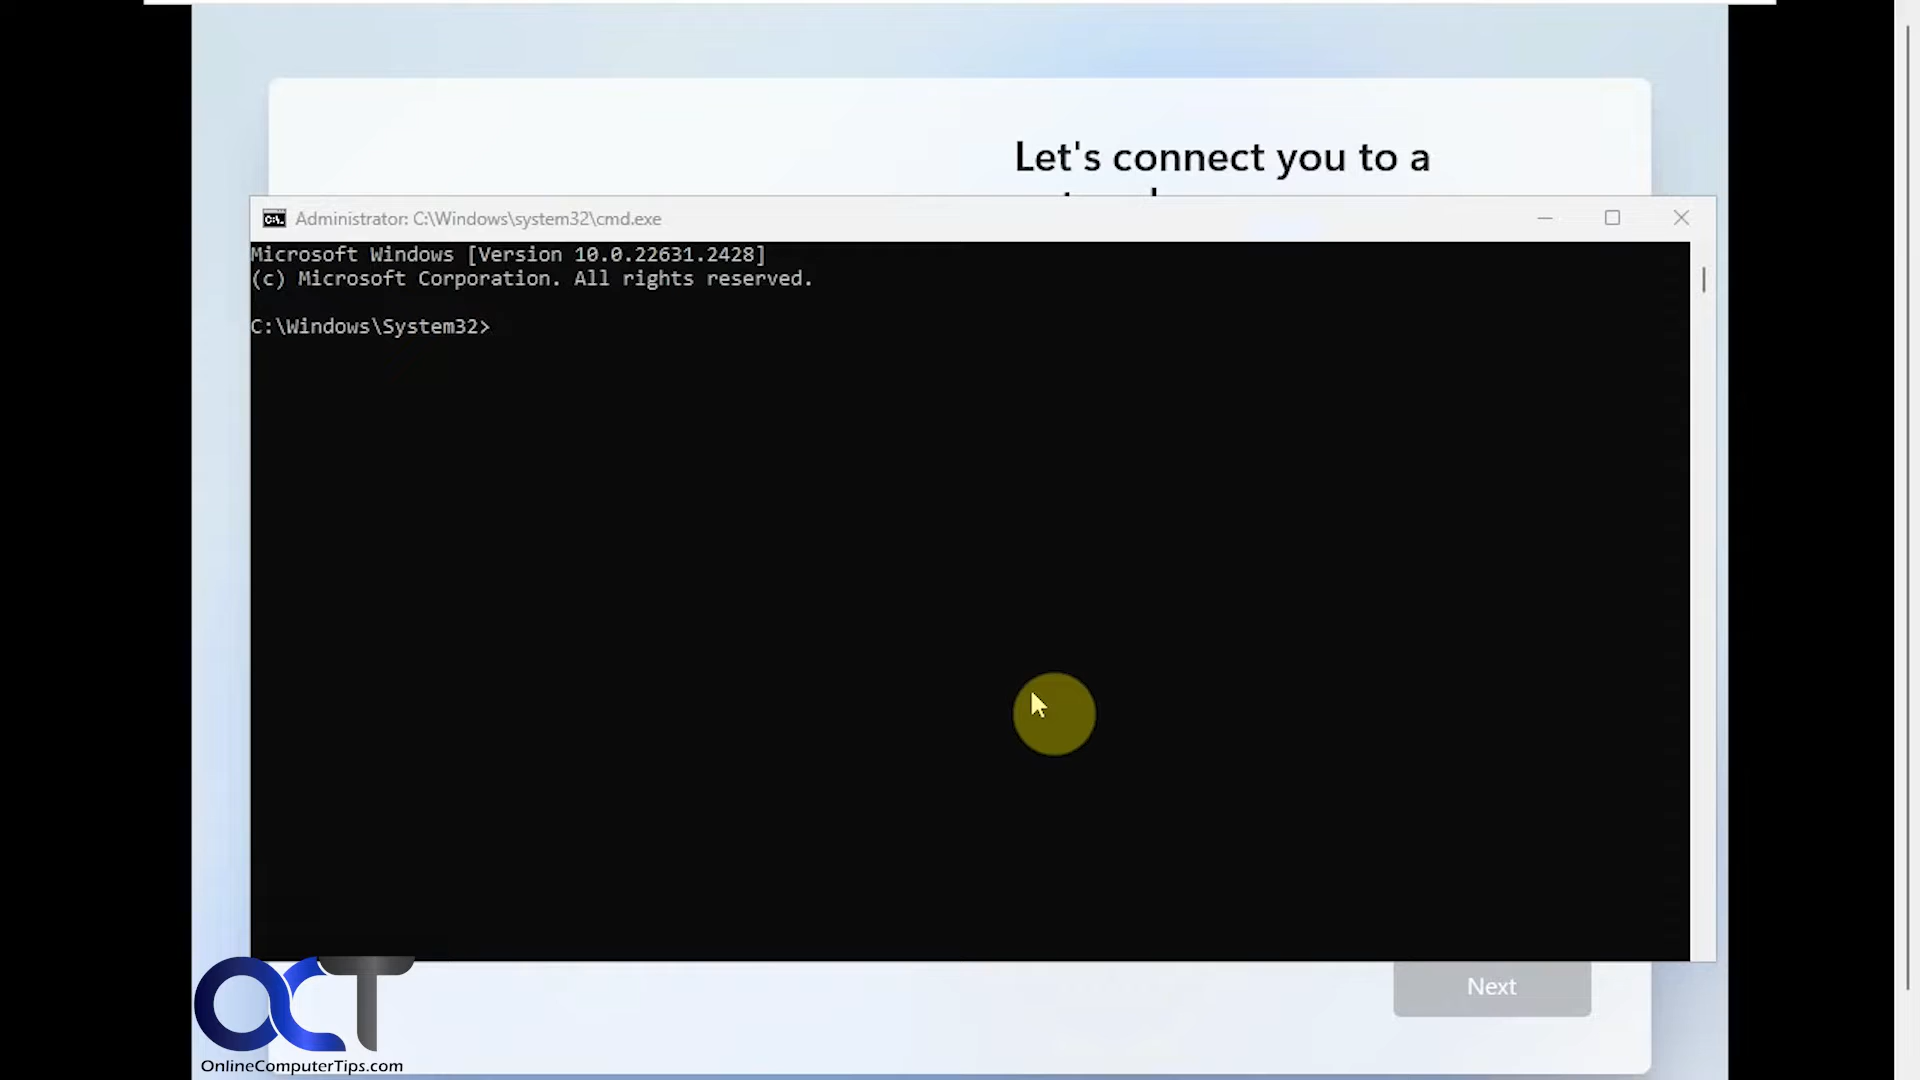 Let's connect you to a
Administrator: C:\Windows\system32\cmd.exe
Microsoft Windows [Version 10.0.22631.2428]
(c) Microsoft Corporation. All rights reserved.
C:\Windows\System32>
Next
OCT
OnlineComputerTips.com